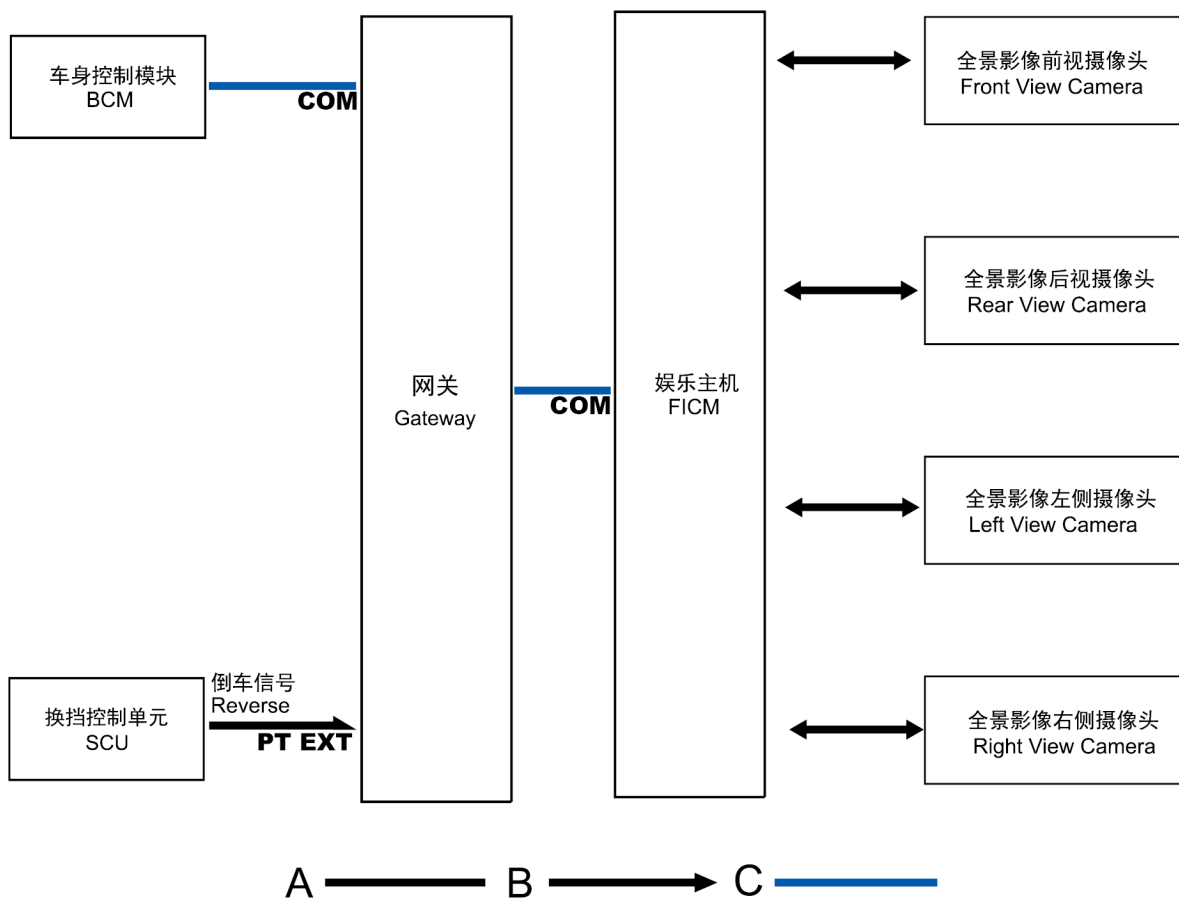 车身控制模块
BCM
COM
网关
Gateway
COM
娱乐主机
FICM
全景影像前视摄像头
Front View Camera
全景影像后视摄像头
Rear View Camera
全景影像左侧摄像头
Left View Camera
全景影像右侧摄像头
Right View Camera
换挡控制单元
SCU
倒车信号
Reverse
PT EXT
A
B
C